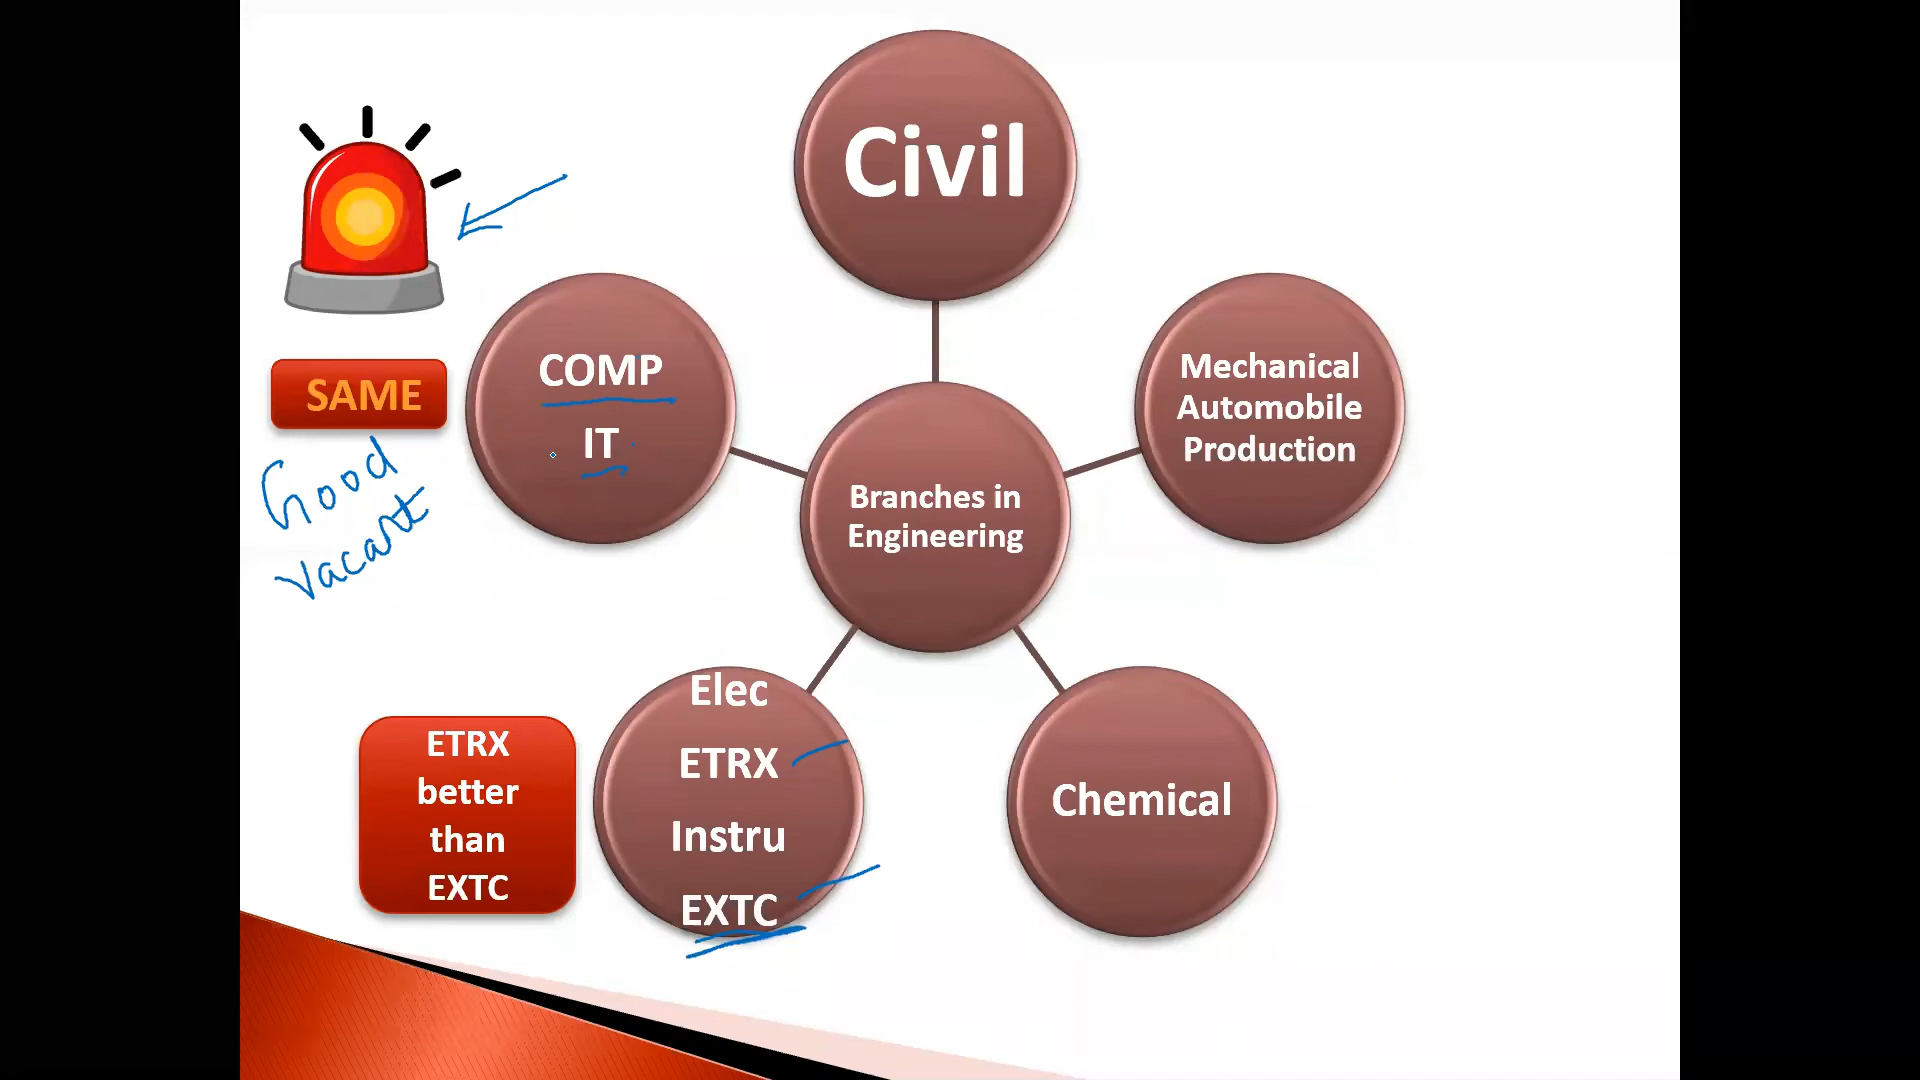 Civil
COMP
IT
SAME
Good
vacant
Mechanical
Automobile
Production
Branches in
Engineering
Elec
ETRX
Instru
EXTC
ETRX
better
than
EXTC
Chemical